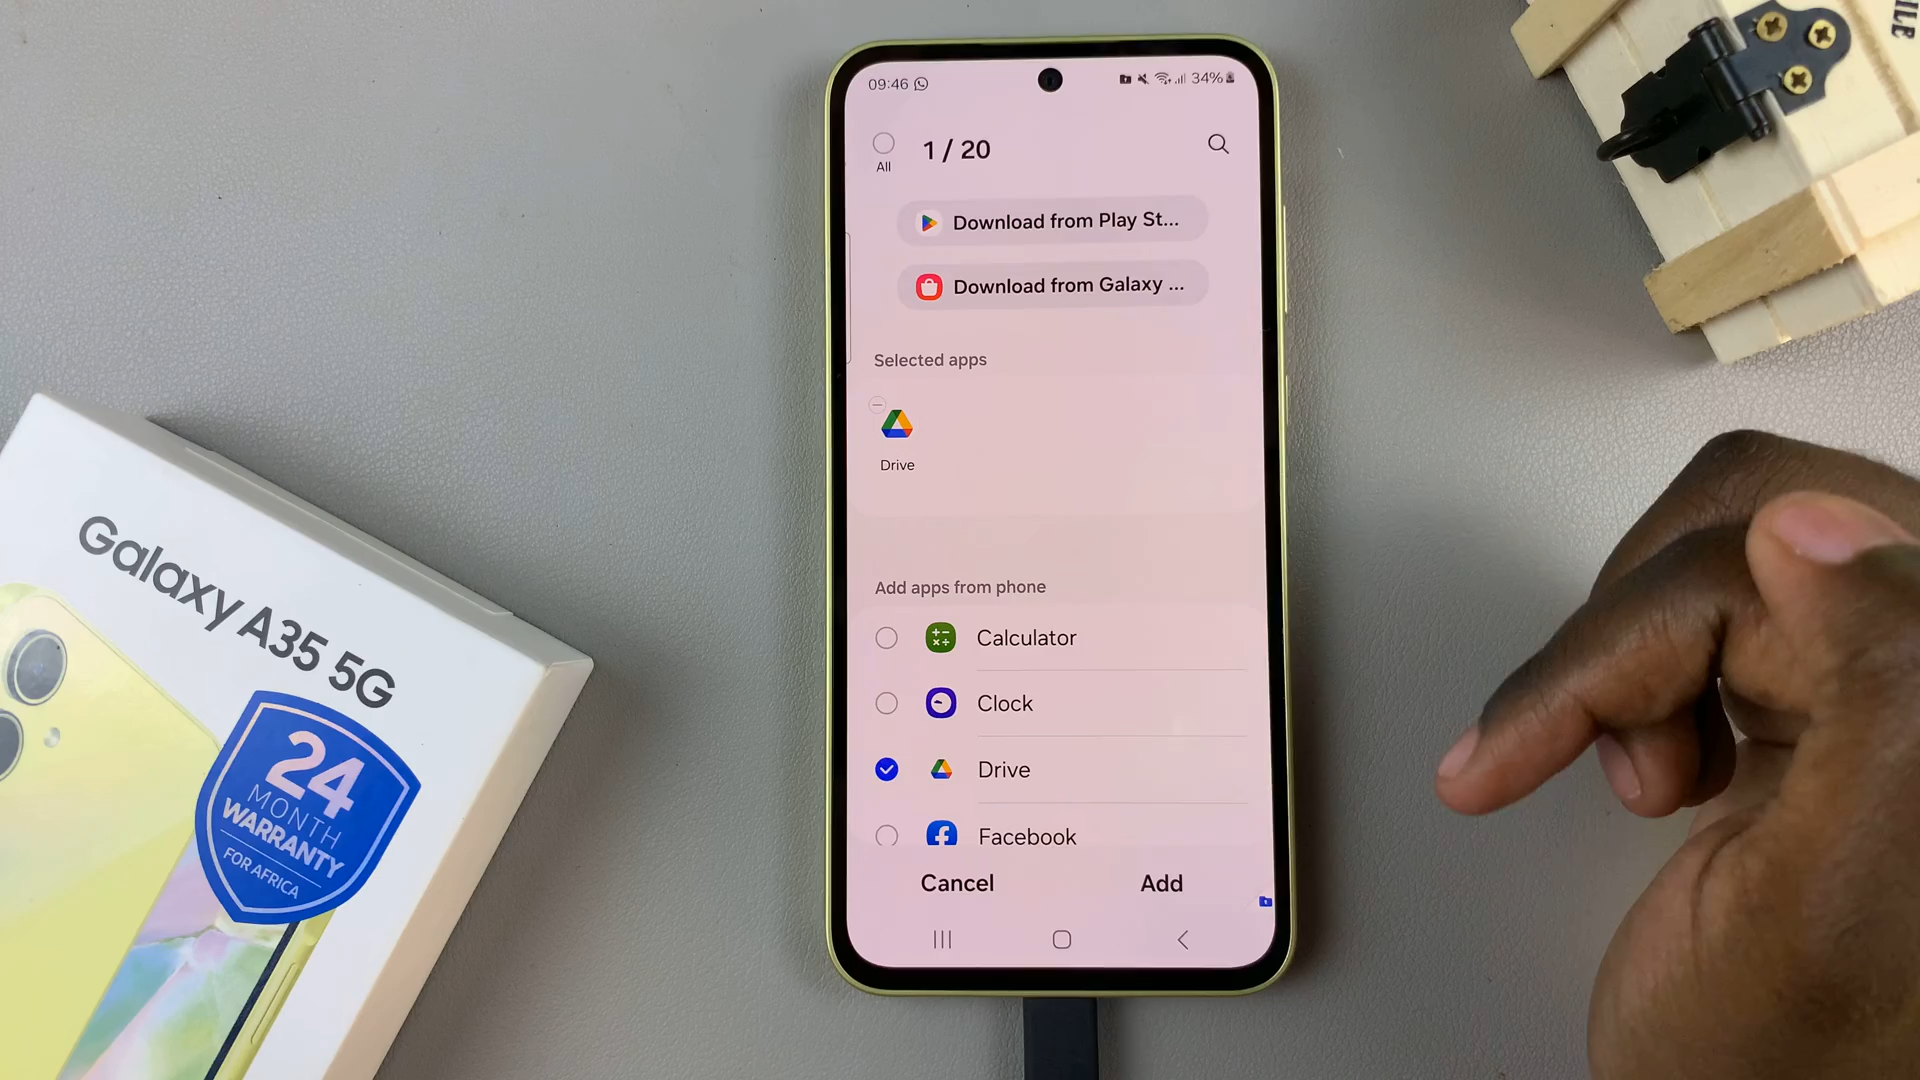 09:46
34%
All
1 / 20
Download from Play St...
Download from Galaxy ...
Selected apps
Drive
Add apps from phone
Calculator
Clock
Drive
Facebook
Cancel
Add
Galaxy A35 5G
24
MONTH
WARRANTY
FOR AFRICA